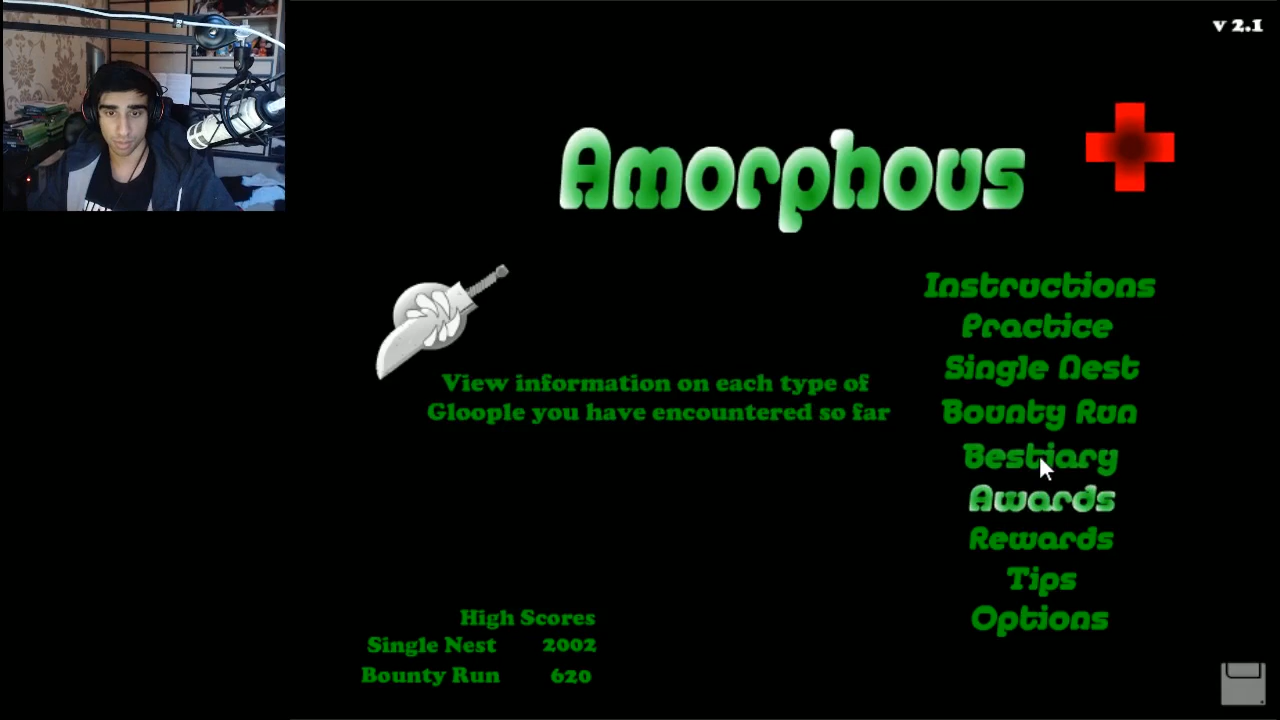 v 2.1
Amorphous
Instructions
Practice
Single Nest
Bounty Run
View information on each type of
Gloople you have encountered so far
Bestiary
Awards
Rewards
Tips
Options
High Scores
Single Nest 2002
Bounty Run 620